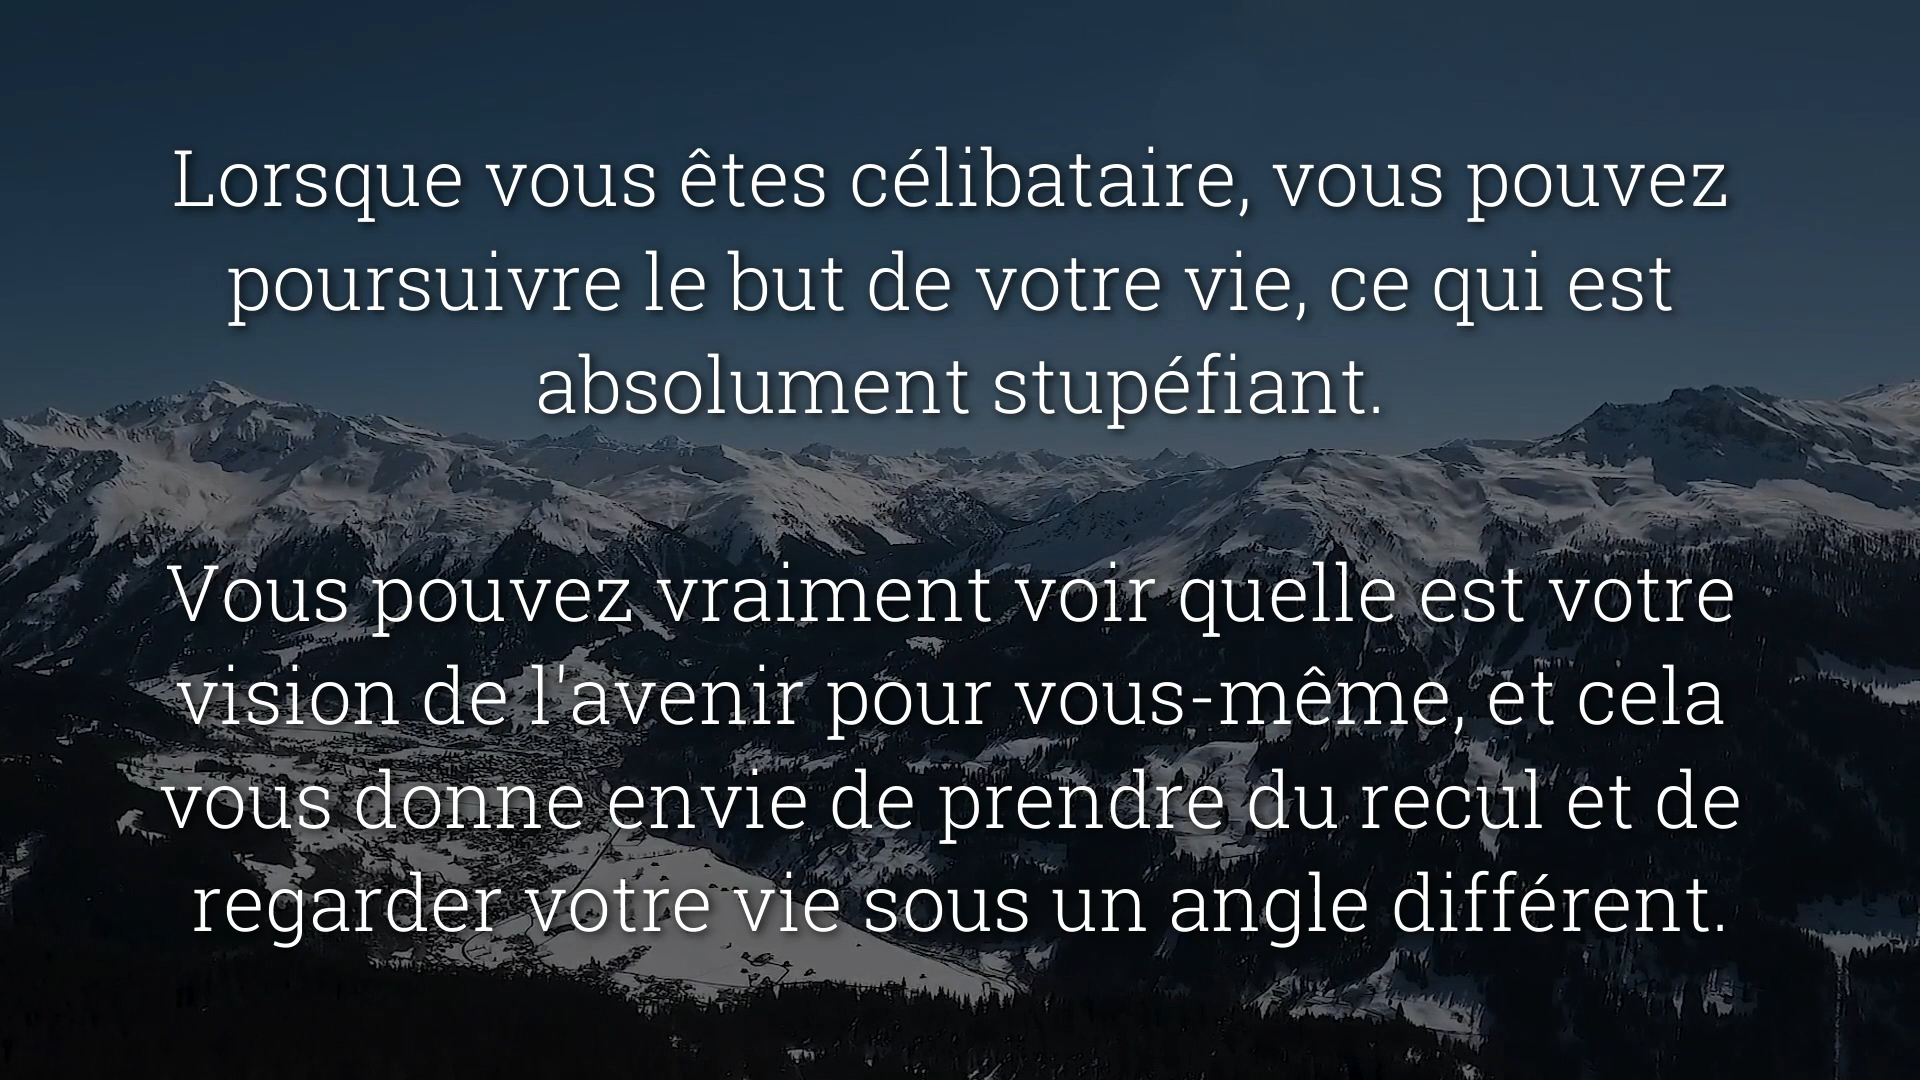 Lorsque vous êtes célibataire, vous pouvez
poursuivre le but de votre vie, ce qui est
absolument stupéfiant.
Vous pouvez vraiment voir quelle est votre
vision de l'avenir pour vous-même, et cela
vous donne envie de prendre du recul et de
regarder votre vie sous un angle différent.